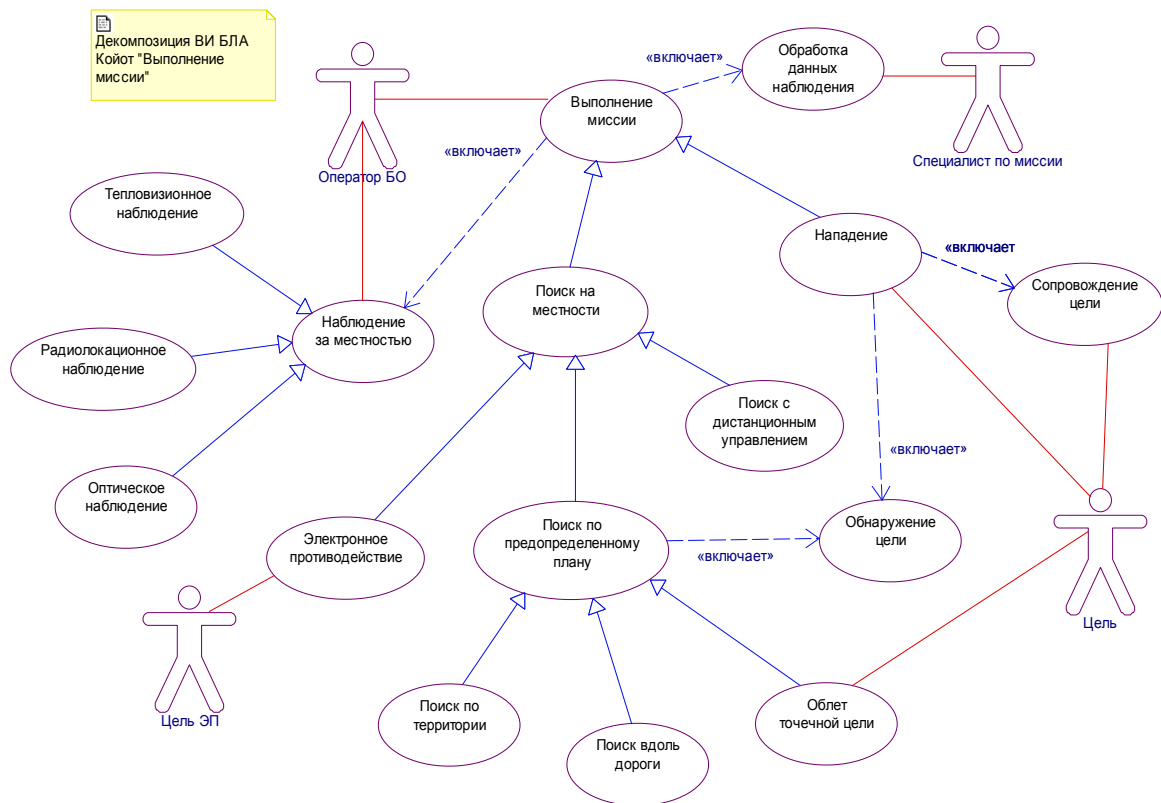 Декомпозиция ВИ БЛА
Койот "Выполнение
миссии"
Оператор БО
«включает»
Обработка
данных
наблюдения
Специалист по миссии
Выполнение
миссии
«включает»
Тепловизионное
наблюдение
Нападение
«включает
Сопровождение
цели
Поиск на
местности
Наблюдение
за местностью
Радиолокационное
наблюдение
Поиск с
дистанционным
управлением
«включает»
Оптическое
наблюдение
Электронное
противодействие
Поиск по
предопределенному
плану
«включает»
Обнаружение
цели
Цель
Цель ЭП
Поиск по
территории
Поиск вдоль
дороги
Облет
точечной цели